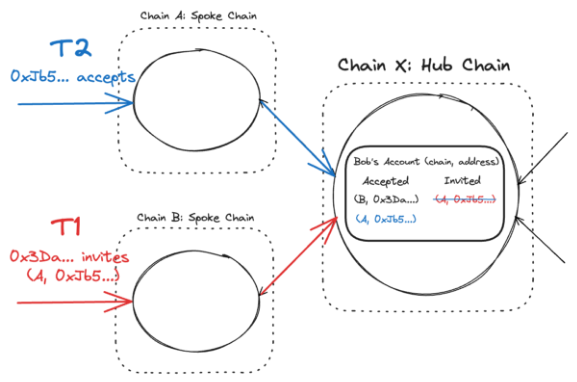 Chain A: Spoke Chain
T2
0xJb5... accepts
Chain X: Hub Chain
Bob's Account (chain, address)
Accepted Invited
(B, 0x3Da...) (A, 0xJb5...)
(A, 0xJb5...)
Chain B: Spoke Chain
T1
0x3Da... invites
(A, 0xJb5...)